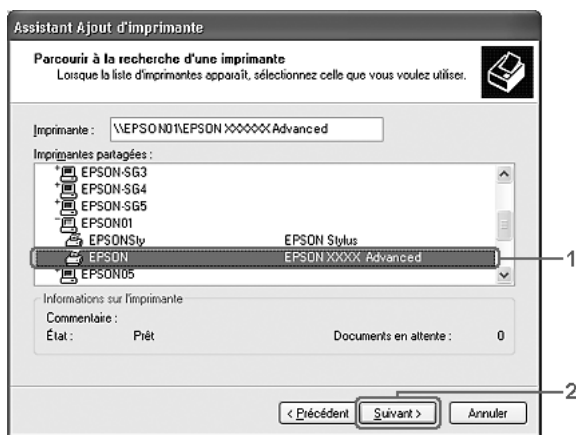 Assistant Ajout d'imprimante
Parcourir à la recherche d'une imprimante
Lorsque la liste d'imprimantes apparaît, sélectionnez celle que vous voulez utiliser.
Imprimante : \\EPSON01\EPSON XXXXXX Advanced
Imprimantes partagées :
EPSON-SG3
EPSON-SG4
EPSON-SG5
EPSON01
EPSONSty EPSON Stylus
EPSON EPSON XXXX Advanced 1
EPSON05
Informations sur l'imprimante
Commentaire :
État : Prêt Documents en attente : 0
2
< Précédent Suivant > Annuler